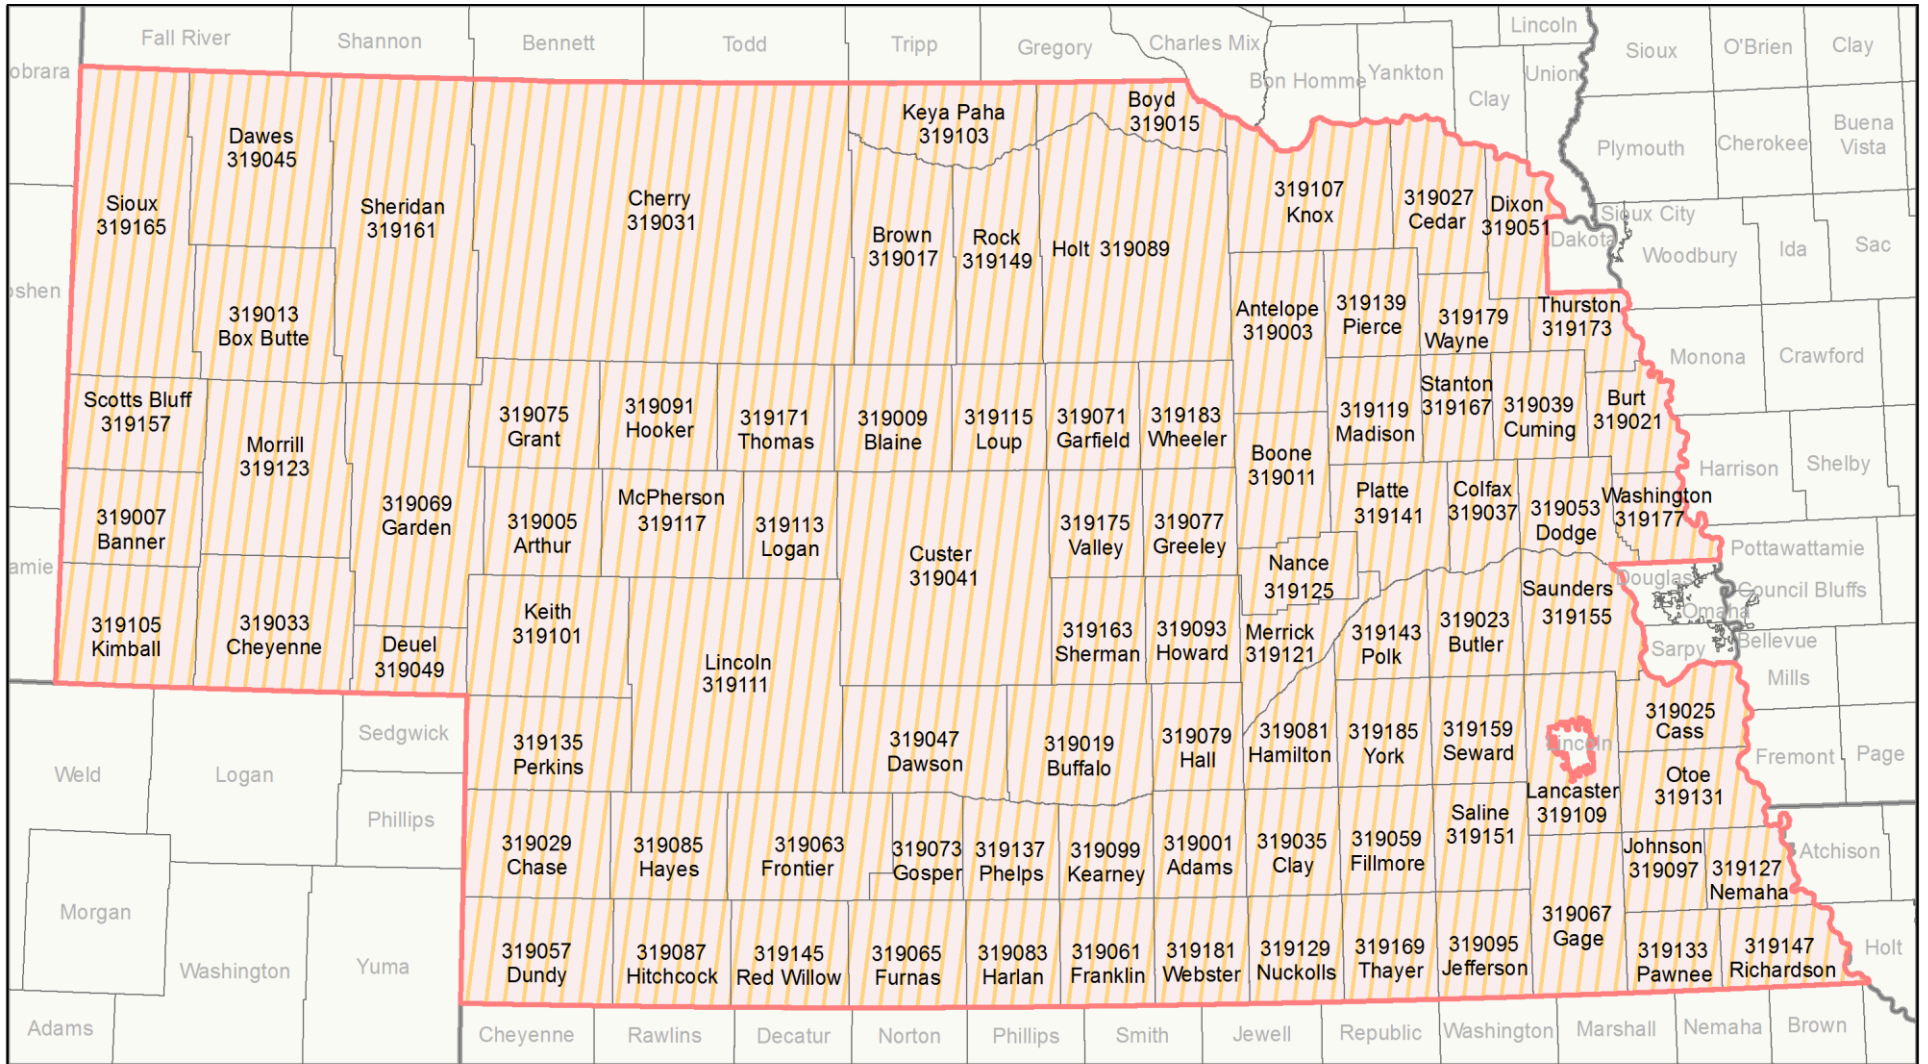 Fall River
Shannon
Bennett
Todd
Tripp
Gregory
Charles Mix
Bon Homme
Yankton
Clay
Lincoln
Union
Sioux
O'Brien
Clay
obrara
Plymouth
Cherokee
Buena
Vista
Sioux City
Dakota
Woodbury
Ida
Sac
oshen
Monona
Crawford
Harrison
Shelby
amie
Pottawattamie
Douglas
Council Bluffs
Omaha
Sarpy
Bellevue
Mills
Fremont
Page
Atchison
Holt
Sioux
319165
Dawes
319045
Sheridan
319161
Cherry
319031
Keya Paha
319103
Boyd
319015
Brown
319017
Rock
319149
Holt 319089
319107
Knox
319027
Cedar
Dixon
319051
319013
Box Butte
Antelope
319003
319139
Pierce
319179
Wayne
Thurston
319173
Scotts Bluff
319157
Morrill
319123
319069
Garden
319075
Grant
319091
Hooker
319171
Thomas
319009
Blaine
319115
Loup
319071
Garfield
319183
Wheeler
Boone
319011
319119
Madison
Stanton
319167
319039
Cuming
Burt
319021
319007
Banner
319005
Arthur
McPherson
319117
319113
Logan
Custer
319041
319175
Valley
319077
Greeley
Nance
319125
Platte
319141
Colfax
319037
319053
Dodge
Washington
319177
319105
Kimball
319033
Cheyenne
Deuel
319049
Keith
319101
Lincoln
319111
319163
Sherman
319093
Howard
Merrick
319121
319143
Polk
319023
Butler
Saunders
319155
319135
Perkins
319047
Dawson
319019
Buffalo
319079
Hall
319081
Hamilton
319185
York
319159
Seward
Lincoln
Lancaster
319109
319025
Cass
Otoe
319131
319029
Chase
319085
Hayes
319063
Frontier
319073
Gosper
319137
Phelps
319099
Kearney
319001
Adams
319035
Clay
319059
Fillmore
Saline
319151
Johnson
319097
319127
Nemaha
319057
Dundy
319087
Hitchcock
319145
Red Willow
319065
Furnas
319083
Harlan
319061
Franklin
319181
Webster
319129
Nuckolls
319169
Thayer
319095
Jefferson
319067
Gage
319133
Pawnee
319147
Richardson
Sedgwick
Weld
Logan
Phillips
Morgan
Washington
Yuma
Adams
Cheyenne
Rawlins
Decatur
Norton
Phillips
Smith
Jewell
Republic
Washington
Marshall
Nemaha
Brown